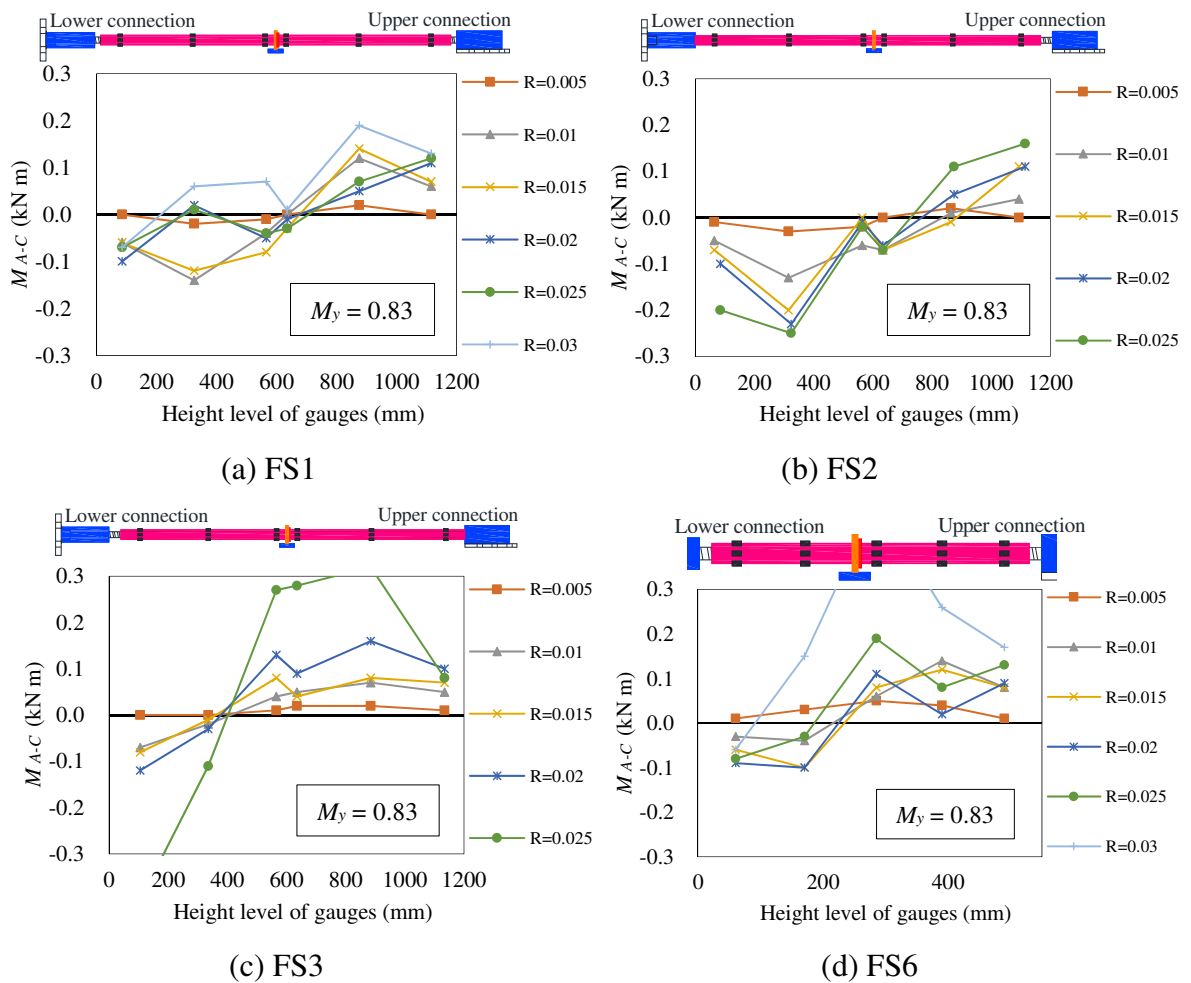 Lower connection
Upper connection
0.3
0.2
0.1
0.0
-0.1
-0.2
-0.3
M A-C (kN m)
0
200
400
600
800
1000
1200
Height level of gauges (mm)
My = 0.83
R=0.005
R=0.01
R=0.015
R=0.02
R=0.025
R=0.03
(a) FS1
Lower connection
Upper connection
0.3
0.2
0.1
0.0
-0.1
-0.2
-0.3
M A-C (kN m)
0
200
400
600
800
1000
1200
Height level of gauges (mm)
My = 0.83
R=0.005
R=0.01
R=0.015
R=0.02
R=0.025
(b) FS2
Lower connection
Upper connection
0.3
0.2
0.1
0.0
-0.1
-0.2
-0.3
M A-C (kN m)
0
200
400
600
800
1000
1200
Height level of gauges (mm)
My = 0.83
R=0.005
R=0.01
R=0.015
R=0.02
R=0.025
(c) FS3
Lower connection
Upper connection
0.3
0.2
0.1
0.0
-0.1
-0.2
-0.3
M A-C (kN m)
0
200
400
Height level of gauges (mm)
My = 0.83
R=0.005
R=0.01
R=0.015
R=0.02
R=0.025
R=0.03
(d) FS6